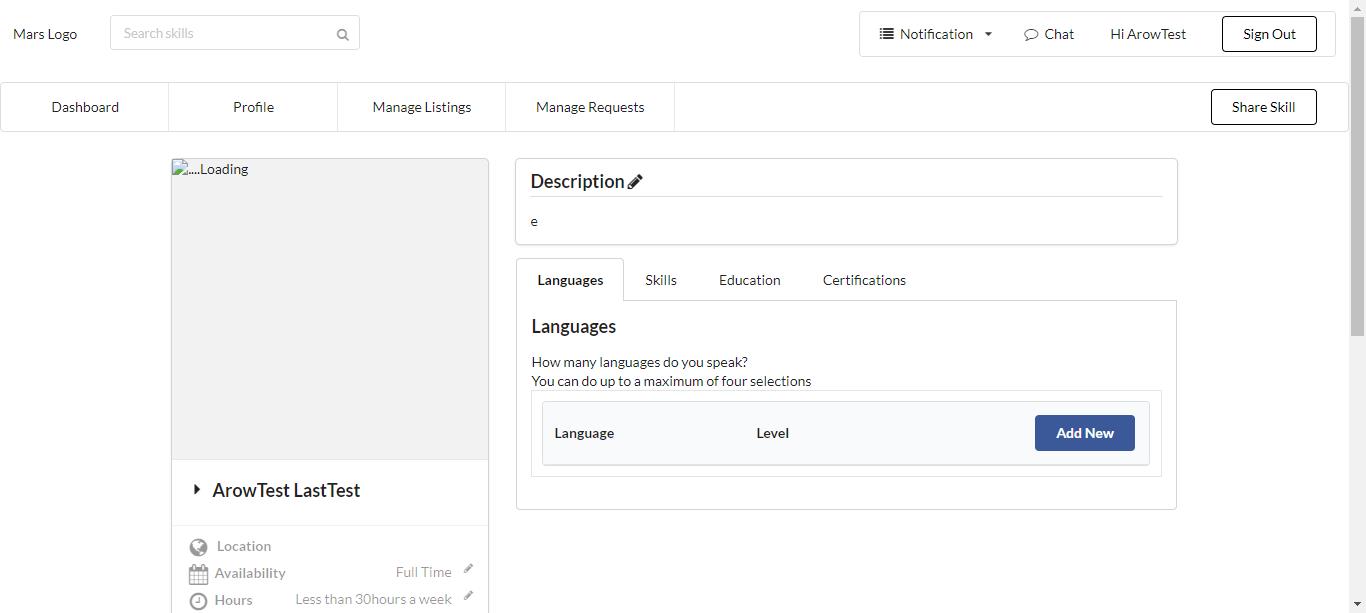 Mars Logo
Search skills
Notification
Chat
Hi ArowTest
Sign Out
Dashboard
Profile
Manage Listings
Manage Requests
Share Skill
....Loading
ArowTest LastTest
Location
Availability
Full Time
Hours
Less than 30hours a week
Description
e
Languages
Skills
Education
Certifications
Languages
How many languages do you speak?
You can do up to a maximum of four selections
Language
Level
Add New